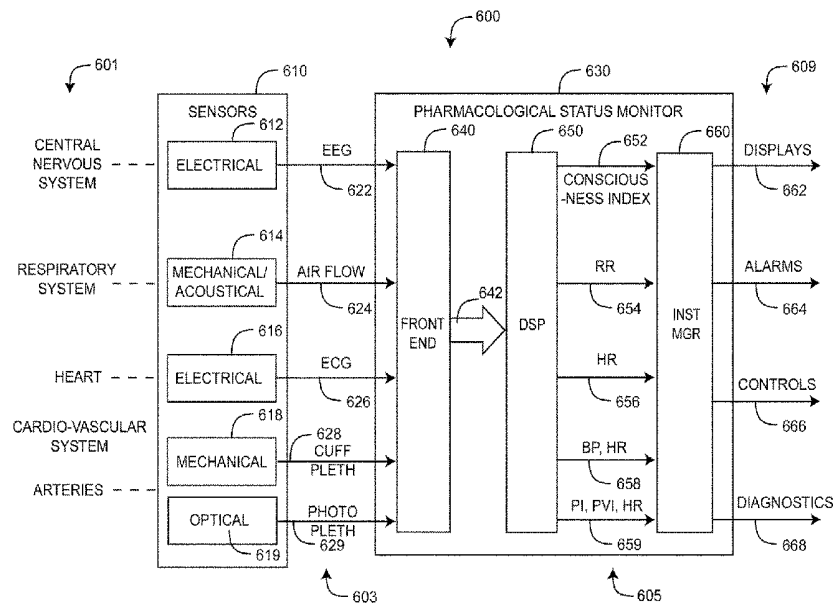 600
601
610
630
609
SENSORS
PHARMACOLOGICAL STATUS MONITOR
612
640
650
652
660
CENTRAL
NERVOUS
SYSTEM
ELECTRICAL
EEG
622
CONSCIOUS
-NESS INDEX
DISPLAYS
662
614
RESPIRATORY
SYSTEM
MECHANICAL/
ACOUSTICAL
AIR FLOW
624
642
RR
654
ALARMS
664
FRONT
END
DSP
INST
MGR
616
HEART
ELECTRICAL
ECG
626
HR
656
CONTROLS
666
CARDIO-VASCULAR
SYSTEM
618
MECHANICAL
628
CUFF
PLETH
BP, HR
658
ARTERIES
OPTICAL
619
PHOTO
PLETH
629
PI, PVI, HR
659
DIAGNOSTICS
668
603
605